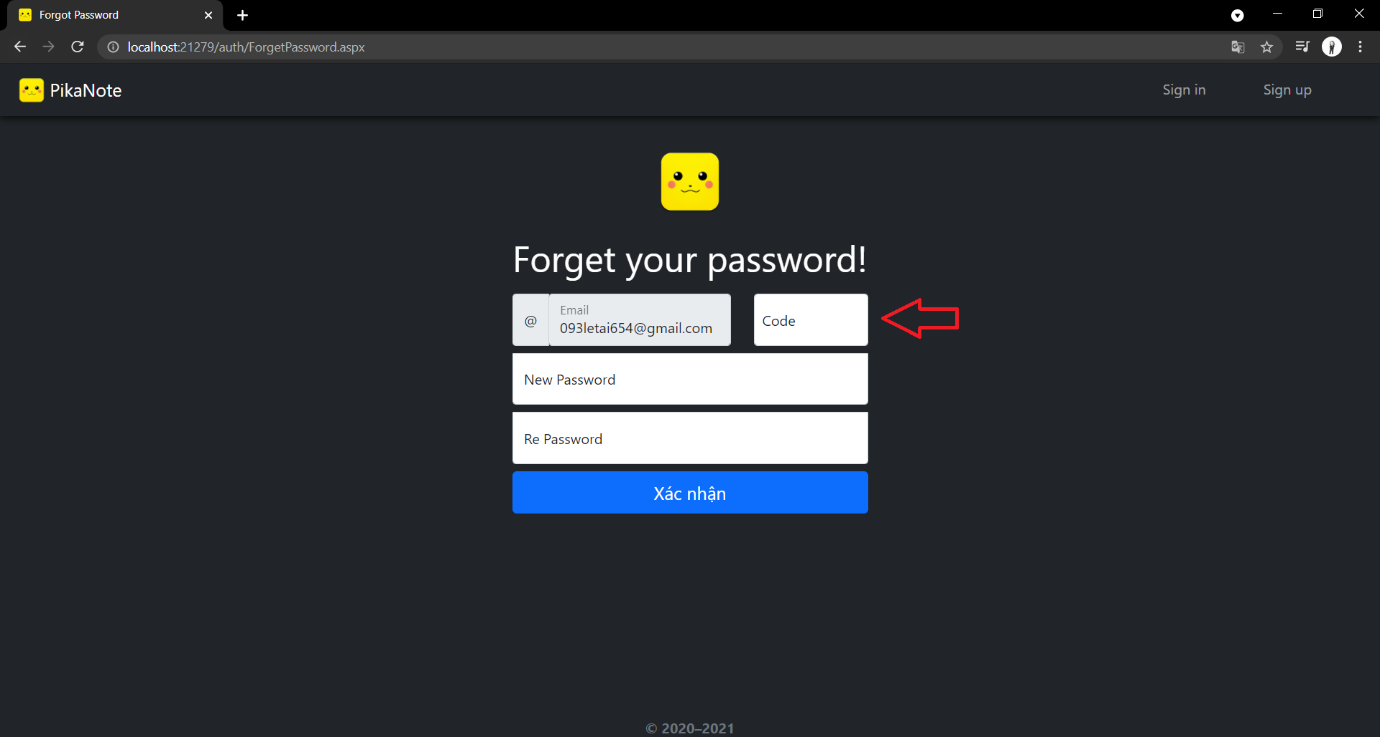 Forgot Password
localhost:21279/auth/ForgetPassword.aspx
PikaNote
Sign in
Sign up
Forget your password!
@
Email
093letai654@gmail.com
Code
New Password
Re Password
Xác nhận
© 2020–2021